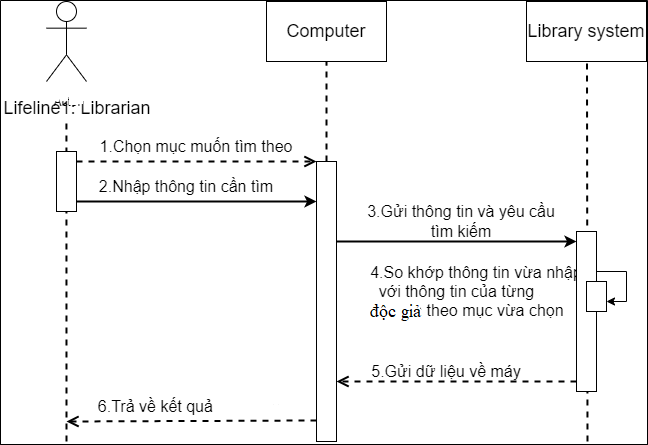 Computer
Library system
Lifeline1: Librarian
1.Chọn mục muốn tìm theo
2.Nhập thông tin cần tìm
3.Gửi thông tin và yêu cầu
tìm kiếm
4.So khớp thông tin vừa nhập
với thông tin của từng
độc giả theo mục vừa chọn
5.Gửi dữ liệu về máy
6.Trả về kết quả